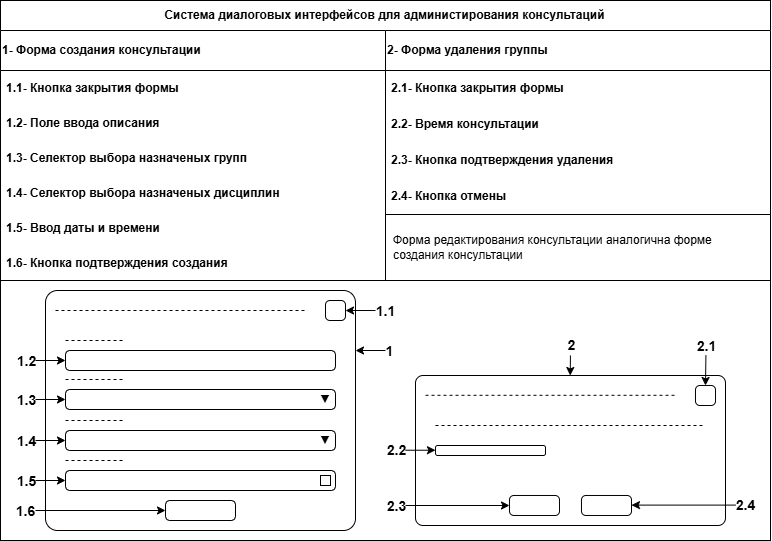 Система диалоговых интерфейсов для администирования консультаций
1- Форма создания консультации
2- Форма удаления группы
1.1- Кнопка закрытия формы
1.2- Поле ввода описания
1.3- Селектор выбора назначеных групп
1.4- Селектор выбора назначеных дисциплин
1.5- Ввод даты и времени
1.6- Кнопка подтверждения создания
2.1- Кнопка закрытия формы
2.2- Время консультации
2.3- Кнопка подтверждения удаления
2.4- Кнопка отмены
Форма редактирования консультации аналогична форме
создания консультации
1.1
1
1.2
1.3
1.4
1.5
1.6
2
2.1
2.2
2.3
2.4